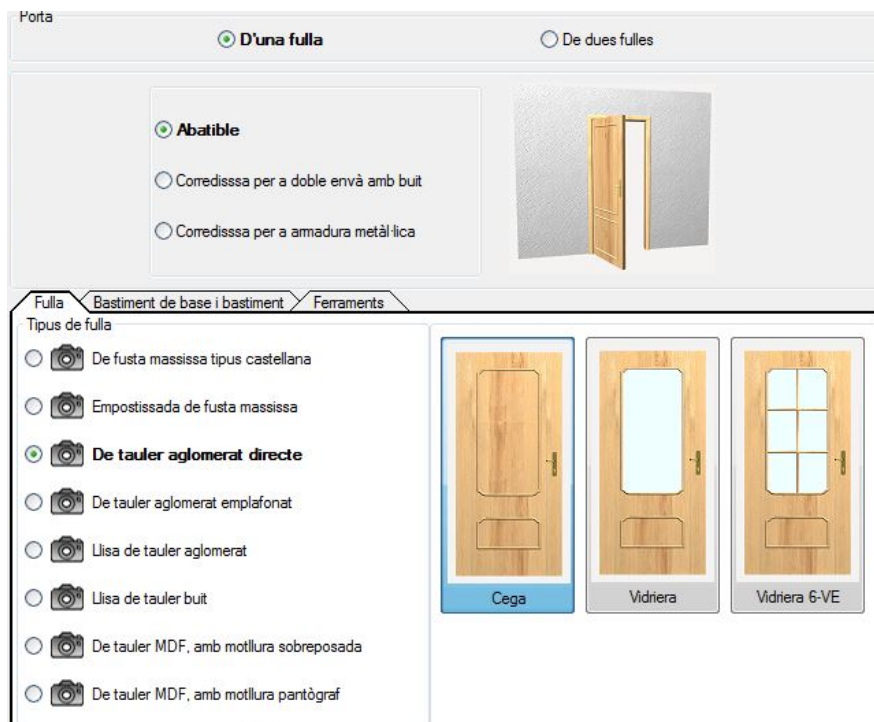 Porta
D'una fulla
De dues fulles
Abatible
Corredisssa per a doble envà amb buit
Corredisssa per a armadura metàl·lica
Fulla
Bastiment de base i bastiment
Ferraments
Tipus de fulla
De fusta massissa tipus castellana
Empostissada de fusta massissa
De tauler aglomerat directe
De tauler aglomerat emplafonat
Llisa de tauler aglomerat
Llisa de tauler buit
De tauler MDF, amb motllura sobreposada
De tauler MDF, amb motllura pantògraf
Cega
Vidriera
Vidriera 6-VE